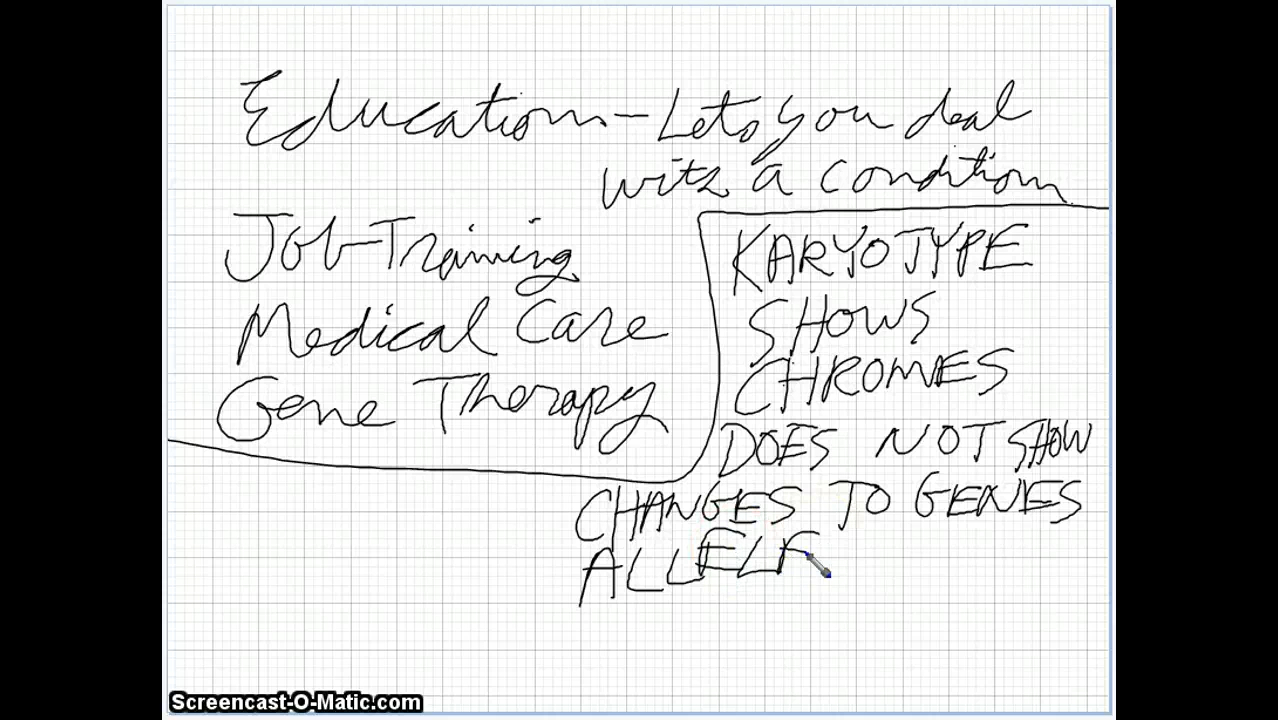 Education - Lets you deal
with a condition
Job-Training
Medical Care
Gene Therapy
KARYOTYPE
SHOWS
CHROMES
DOES NOT SHOW
CHANGES TO GENES
ALLELF
Screencast-O-Matic.com